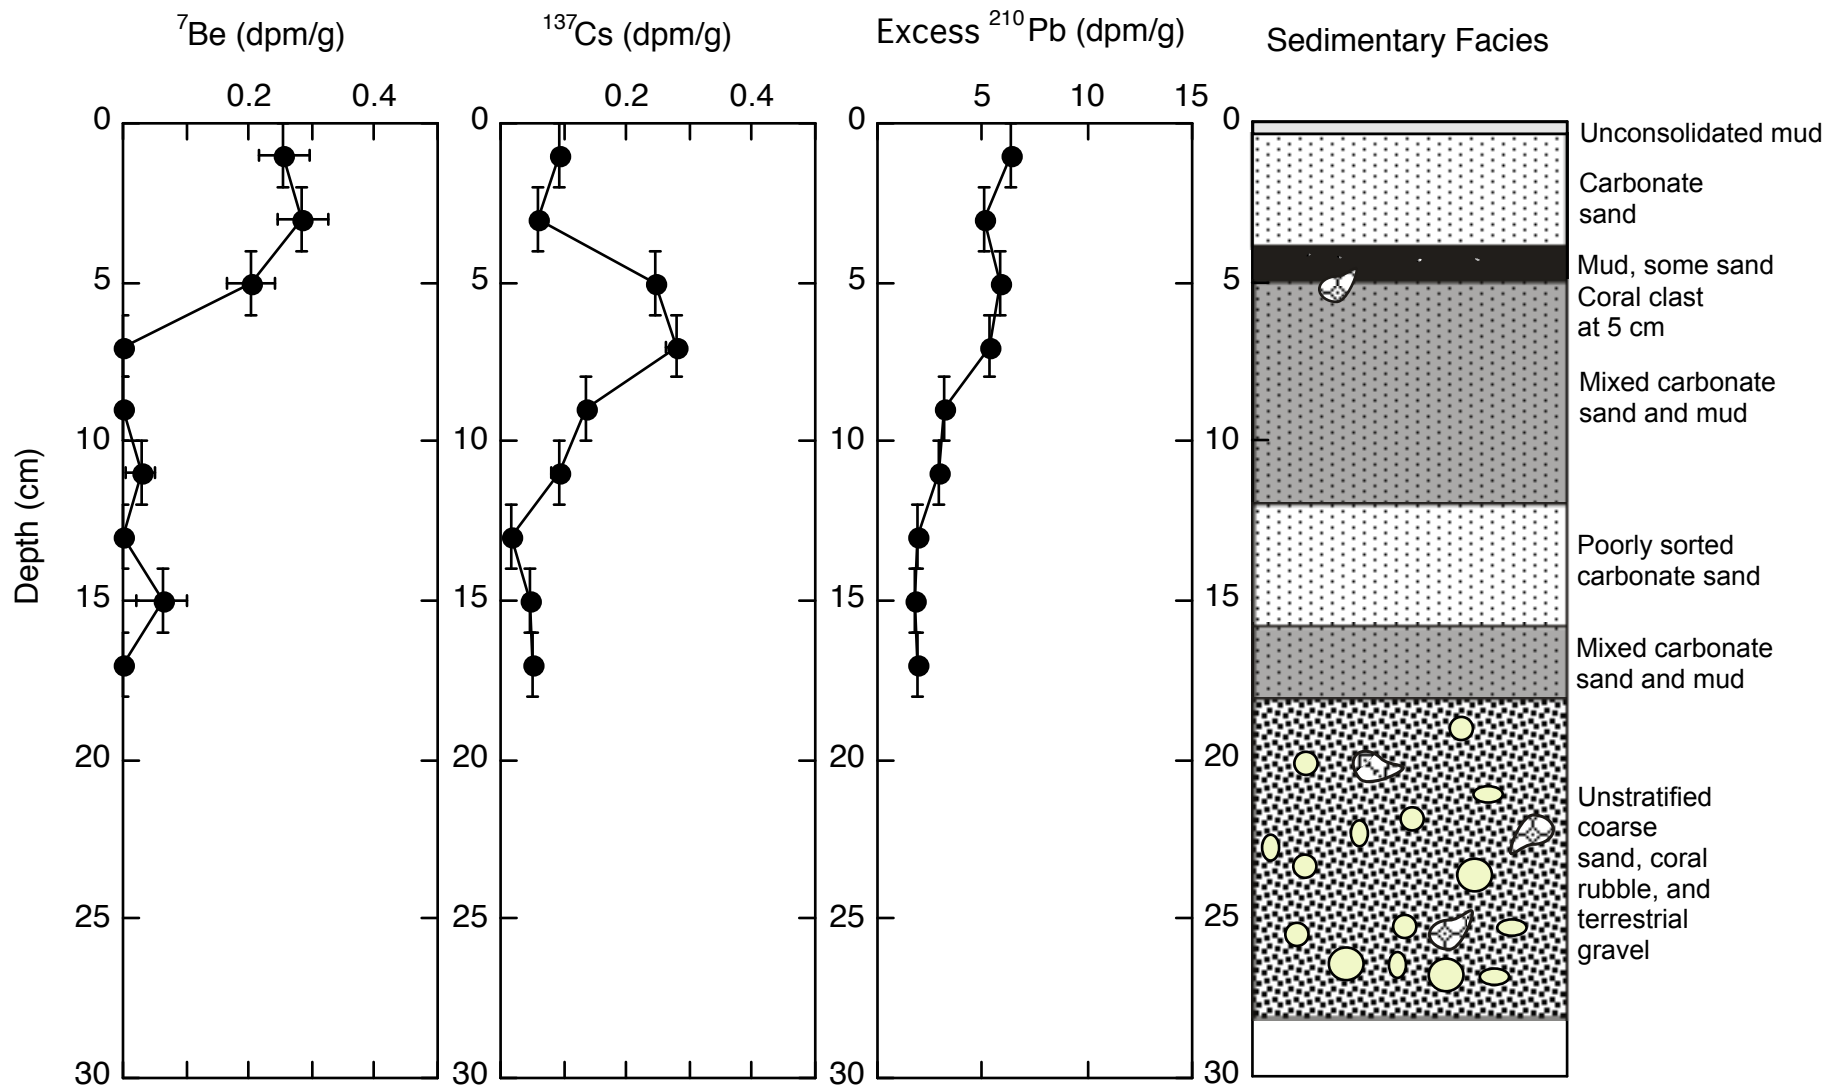 ⁷Be (dpm/g)
¹³⁷Cs (dpm/g)
Excess ²¹⁰Pb (dpm/g)
Sedimentary Facies
0.2 0.4
0.2 0.4
5 10 15
Depth (cm)
0
5
10
15
20
25
30
0
5
10
15
20
25
30
0
5
10
15
20
25
30
0
5
10
15
20
25
30
Unconsolidated mud
Carbonate
sand
Mud, some sand
Coral clast
at 5 cm
Mixed carbonate
sand and mud
Poorly sorted
carbonate sand
Mixed carbonate
sand and mud
Unstratified
coarse
sand, coral
rubble, and
terrestrial
gravel